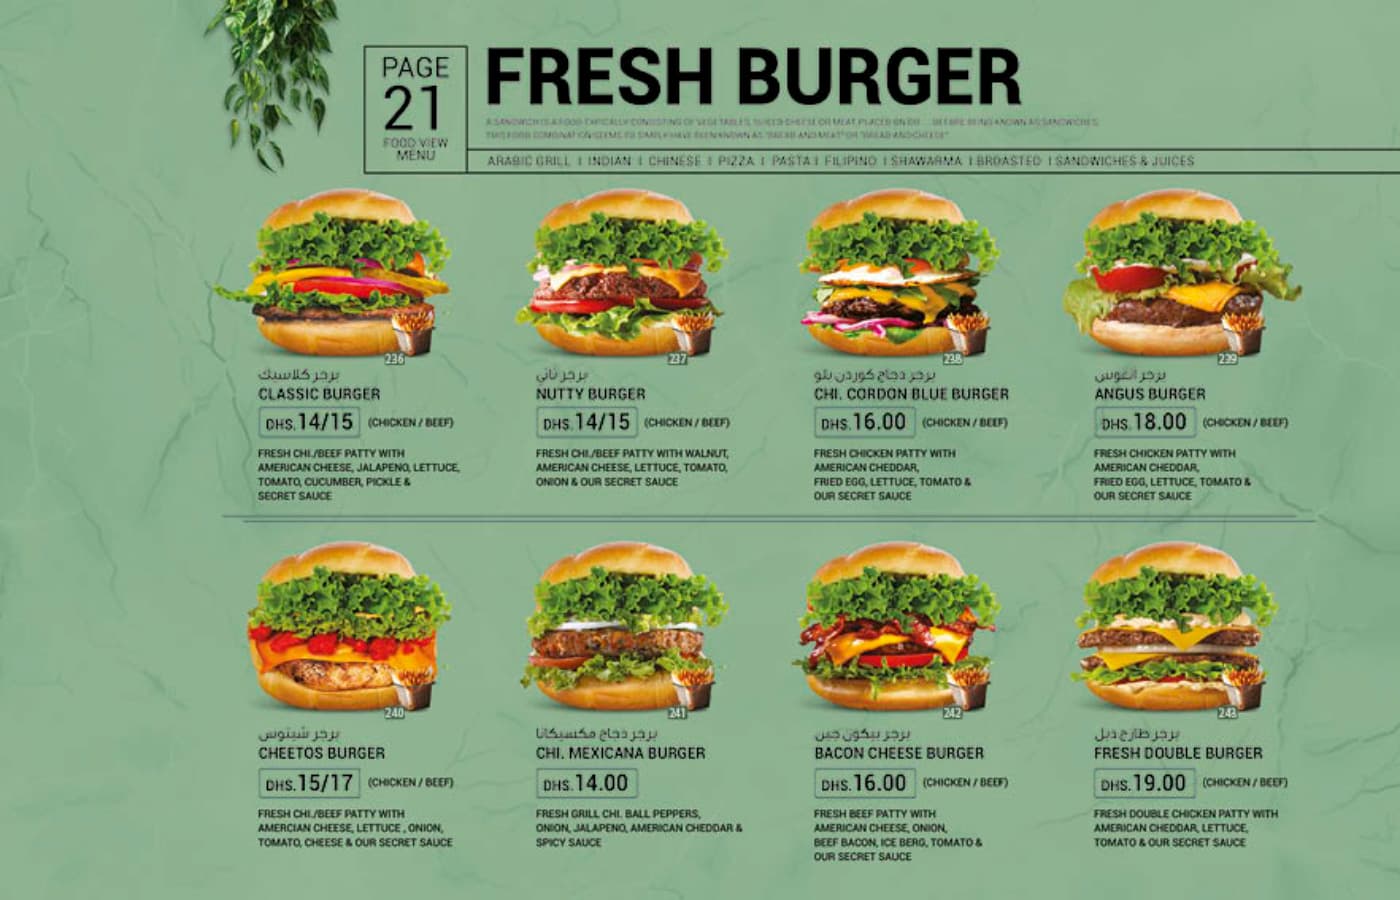 PAGE
21
FOOD VIEW
MENU
FRESH BURGER
A SANDWICH IS A FOOD TYPICALLY CONSISTING OF VEGETABLES, SLICED CHEESE OR MEAT, PLACED ON OR BEFORE BEING KNOWN AS SANDWICHES,
THIS FOOD COMBINATION SEEMS TO SIMPLY HAVE BEEN KNOWN AS "BREAD AND MEAT" OR "BREAD AND CHEESE"
ARABIC GRILL I INDIAN I CHINESE I PIZZA I PASTA I FILIPINO I SHAWARMA I BROASTED I SANDWICHES & JUICES
236
برجر كلاسيك
CLASSIC BURGER
DHS.14/15 (CHICKEN / BEEF)
FRESH CHI./BEEF PATTY WITH
AMERICAN CHEESE, JALAPENO, LETTUCE,
TOMATO, CUCUMBER, PICKLE &
SECRET SAUCE
237
برجر ناتي
NUTTY BURGER
DHS.14/15 (CHICKEN / BEEF)
FRESH CHI./BEEF PATTY WITH WALNUT,
AMERICAN CHEESE, LETTUCE, TOMATO,
ONION & OUR SECRET SAUCE
238
برجر دجاج كوردن بلو
CHI. CORDON BLUE BURGER
DHS.16.00 (CHICKEN / BEEF)
FRESH CHICKEN PATTY WITH
AMERICAN CHEDDAR,
FRIED EGG, LETTUCE, TOMATO &
OUR SECRET SAUCE
239
برجر انغوس
ANGUS BURGER
DHS.18.00 (CHICKEN / BEEF)
FRESH CHICKEN PATTY WITH
AMERICAN CHEDDAR,
FRIED EGG, LETTUCE, TOMATO &
OUR SECRET SAUCE
240
برجر شيتوس
CHEETOS BURGER
DHS.15/17 (CHICKEN / BEEF)
FRESH CHI./BEEF PATTY WITH
AMERCIAN CHEESE, LETTUCE , ONION,
TOMATO, CHEESE & OUR SECRET SAUCE
241
برجر دجاج مكسيكانا
CHI. MEXICANA BURGER
DHS.14.00
FRESH GRILL CHI. BALL PEPPERS,
ONION, JALAPENO, AMERICAN CHEDDAR &
SPICY SAUCE
242
برجر بيكون جبن
BACON CHEESE BURGER
DHS.16.00 (CHICKEN / BEEF)
FRESH BEEF PATTY WITH
AMERICAN CHEESE, ONION,
BEEF BACON, ICE BERG, TOMATO &
OUR SECRET SAUCE
243
برجر طازج دبل
FRESH DOUBLE BURGER
DHS.19.00 (CHICKEN / BEEF)
FRESH DOUBLE CHICKEN PATTY WITH
AMERICAN CHEDDAR, LETTUCE,
TOMATO & OUR SECRET SAUCE